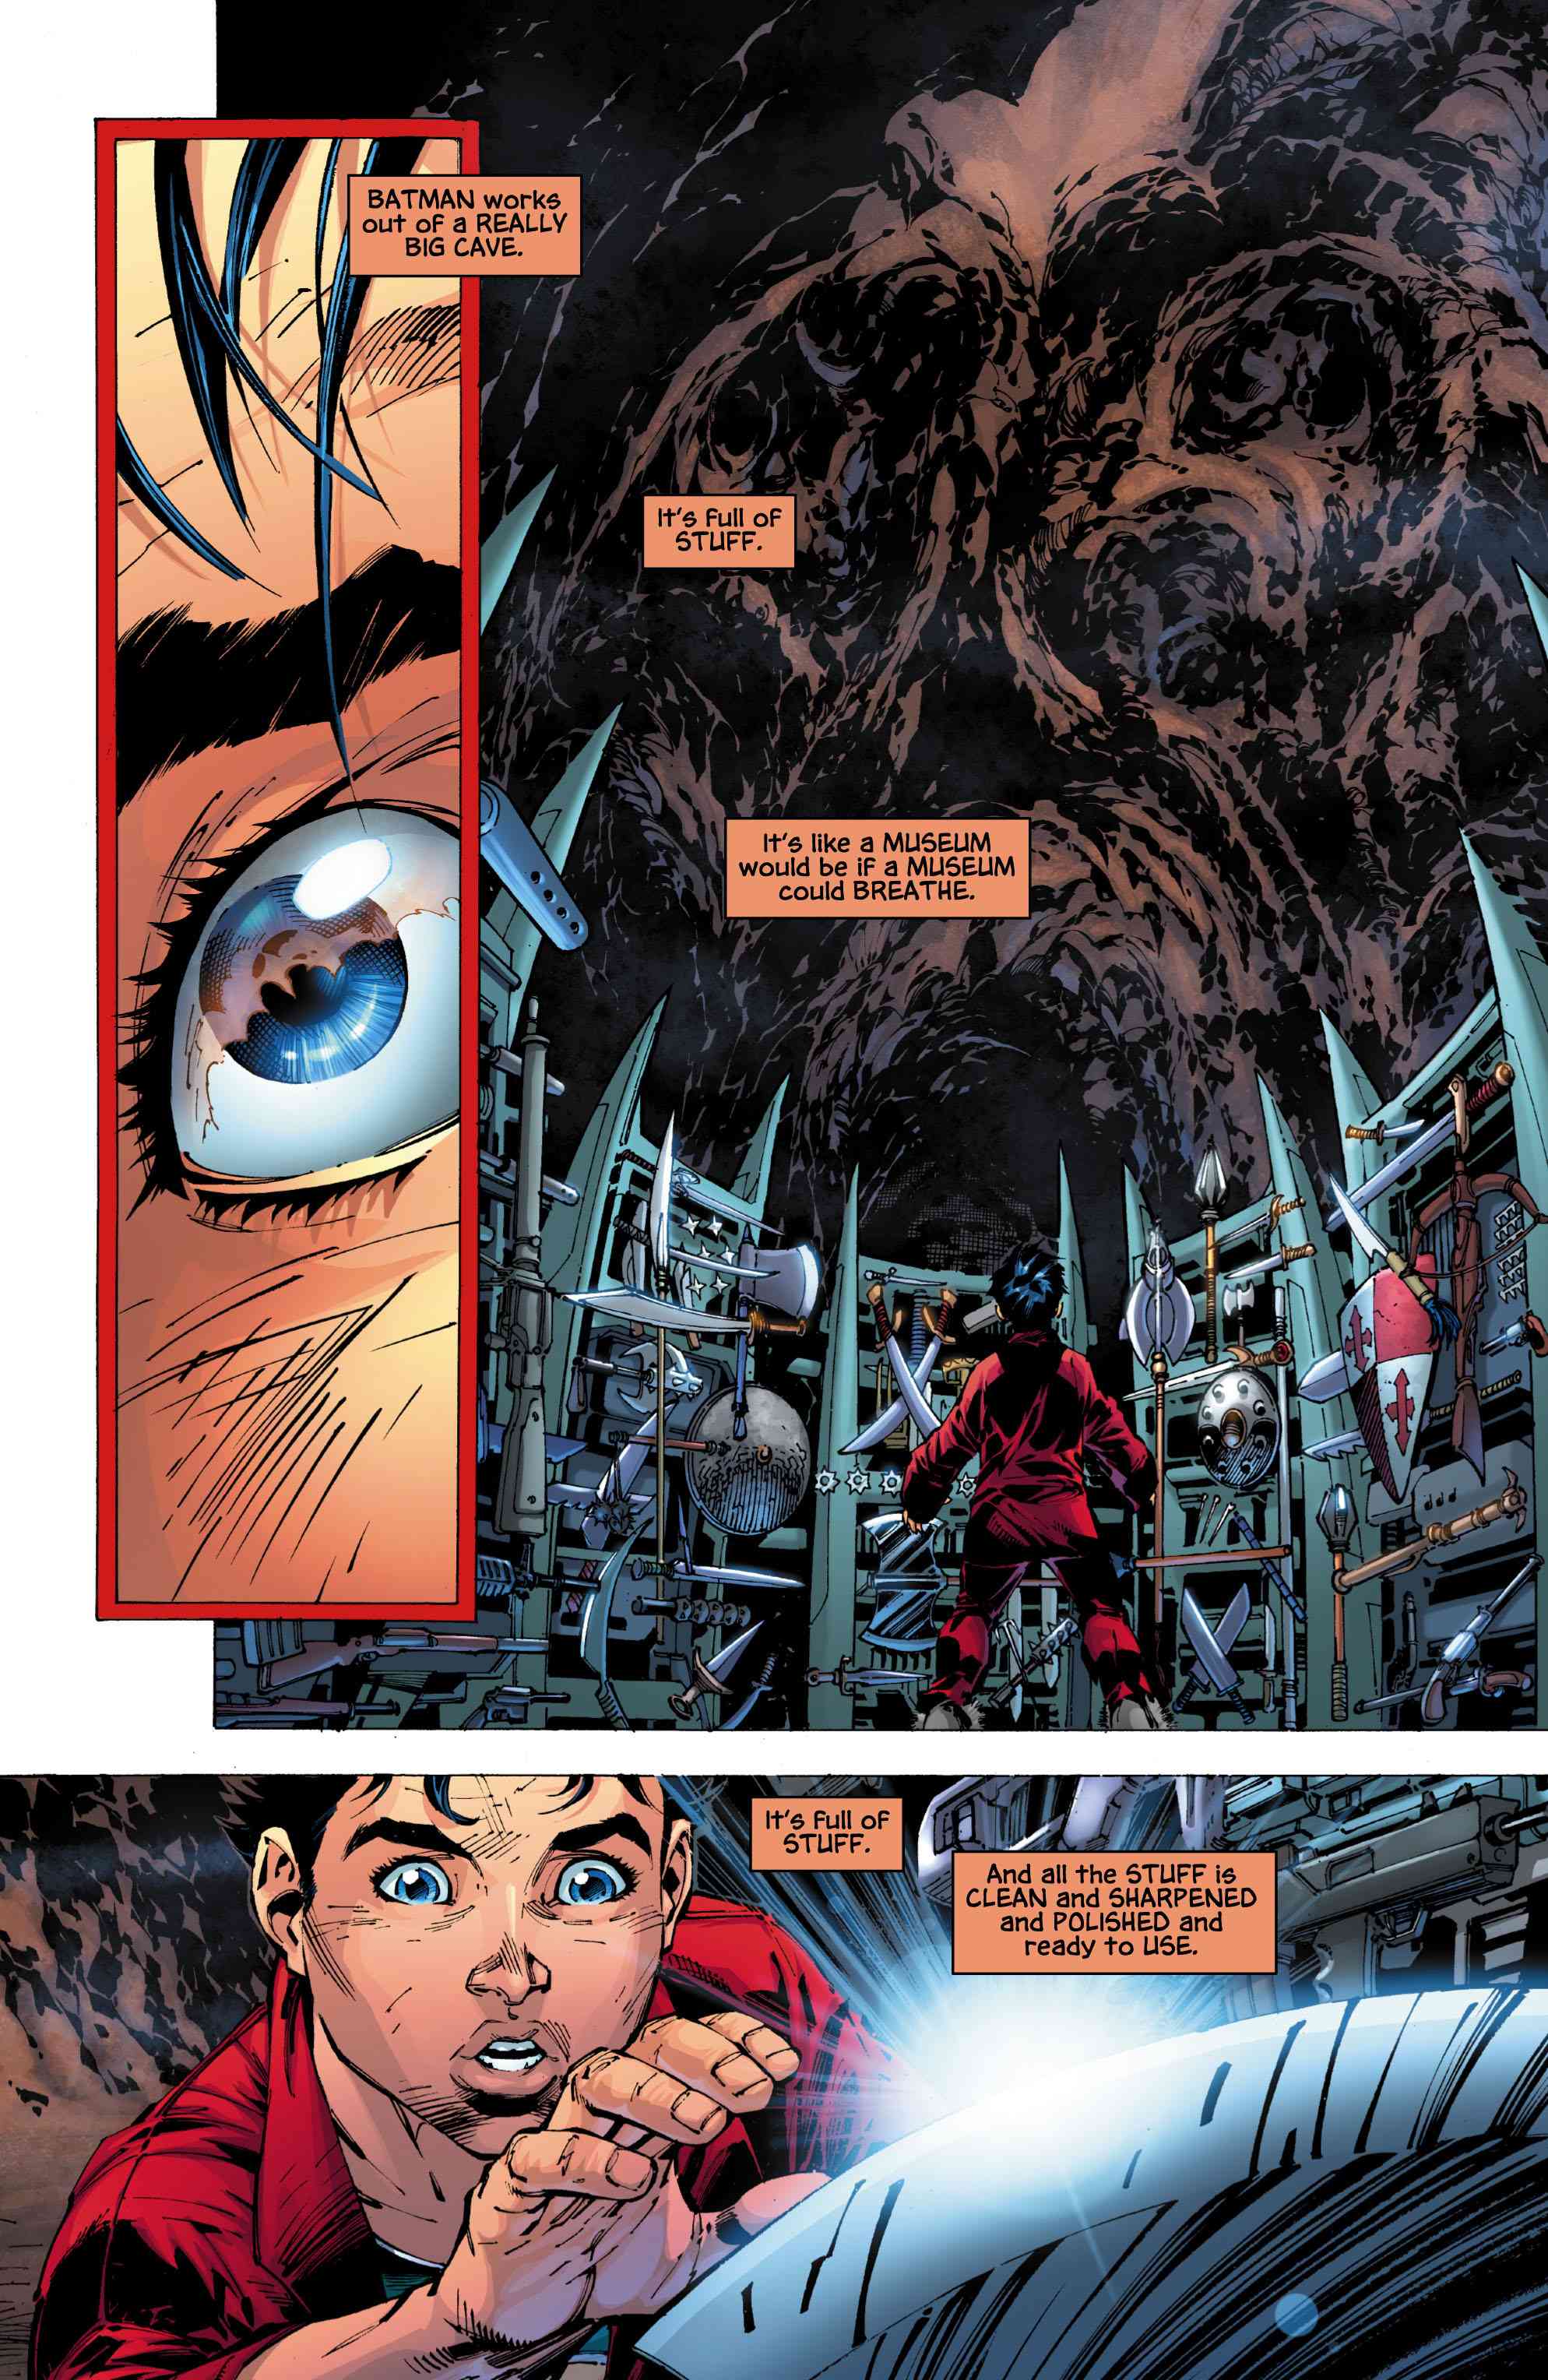 BATMAN works
out of a REALLY
BIG CAVE.
It's full of
STUFF.
It's like a MUSEUM
would be if a MUSEUM
could BREATHE.
It's full of
STUFF.
And all the STUFF is
CLEAN and SHARPENED
and POLISHED and
ready to USE.